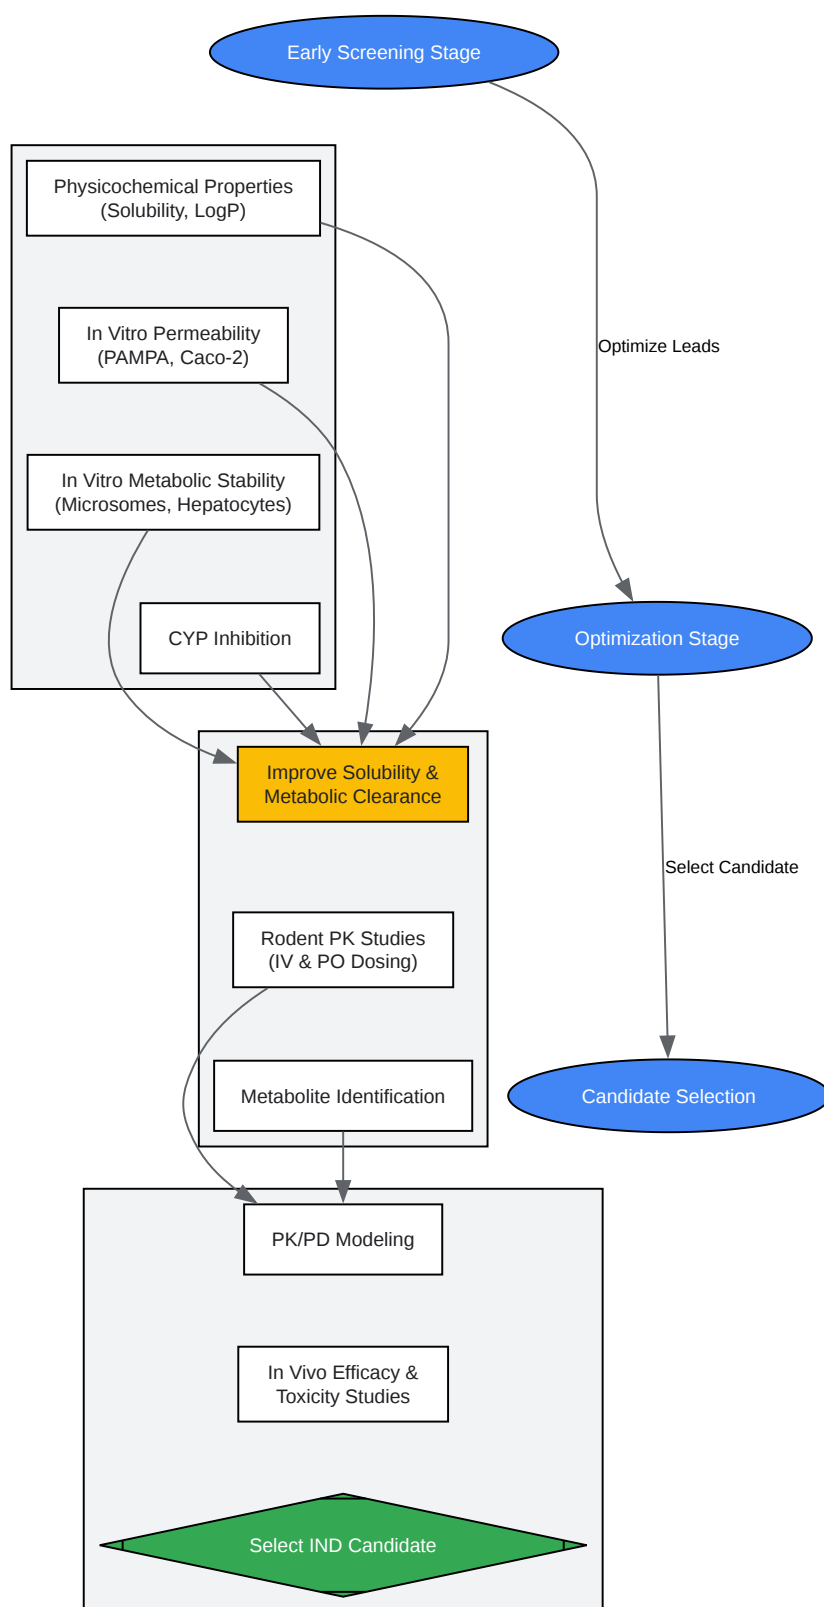 Early Screening Stage
Physicochemical Properties
(Solubility, LogP)
In Vitro Permeability
(PAMPA, Caco-2)
Optimize Leads
In Vitro Metabolic Stability
(Microsomes, Hepatocytes)
CYP Inhibition
Optimization Stage
Improve Solubility &
Metabolic Clearance
Select Candidate
Rodent PK Studies
(IV & PO Dosing)
Metabolite Identification
Candidate Selection
PK/PD Modeling
In Vivo Efficacy &
Toxicity Studies
Select IND Candidate